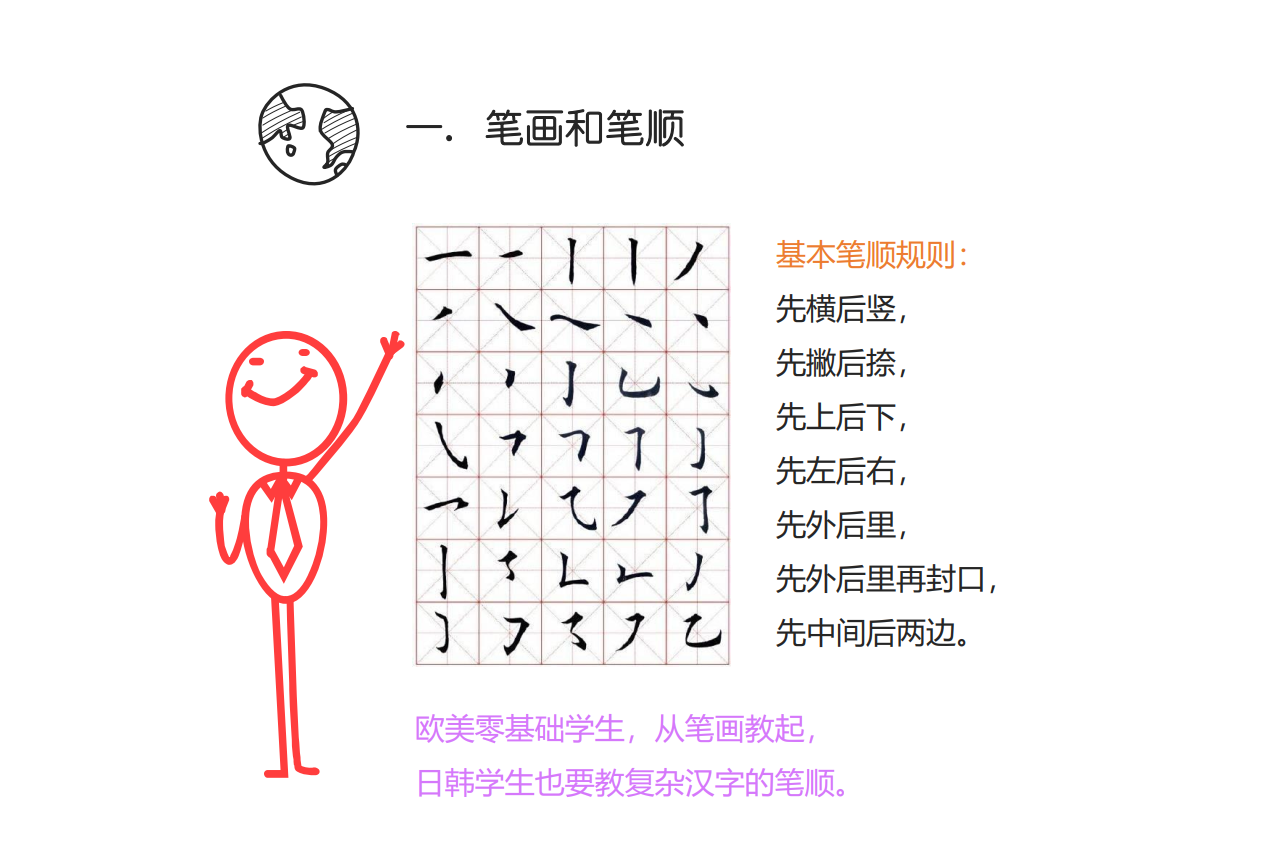 一. 笔画和笔顺
基本笔顺规则：
先横后竖，
先撇后捺，
先上后下，
先左后右，
先外后里，
先外后里再封口，
先中间后两边。
欧美零基础学生，从笔画教起，
日韩学生也要教复杂汉字的笔顺。